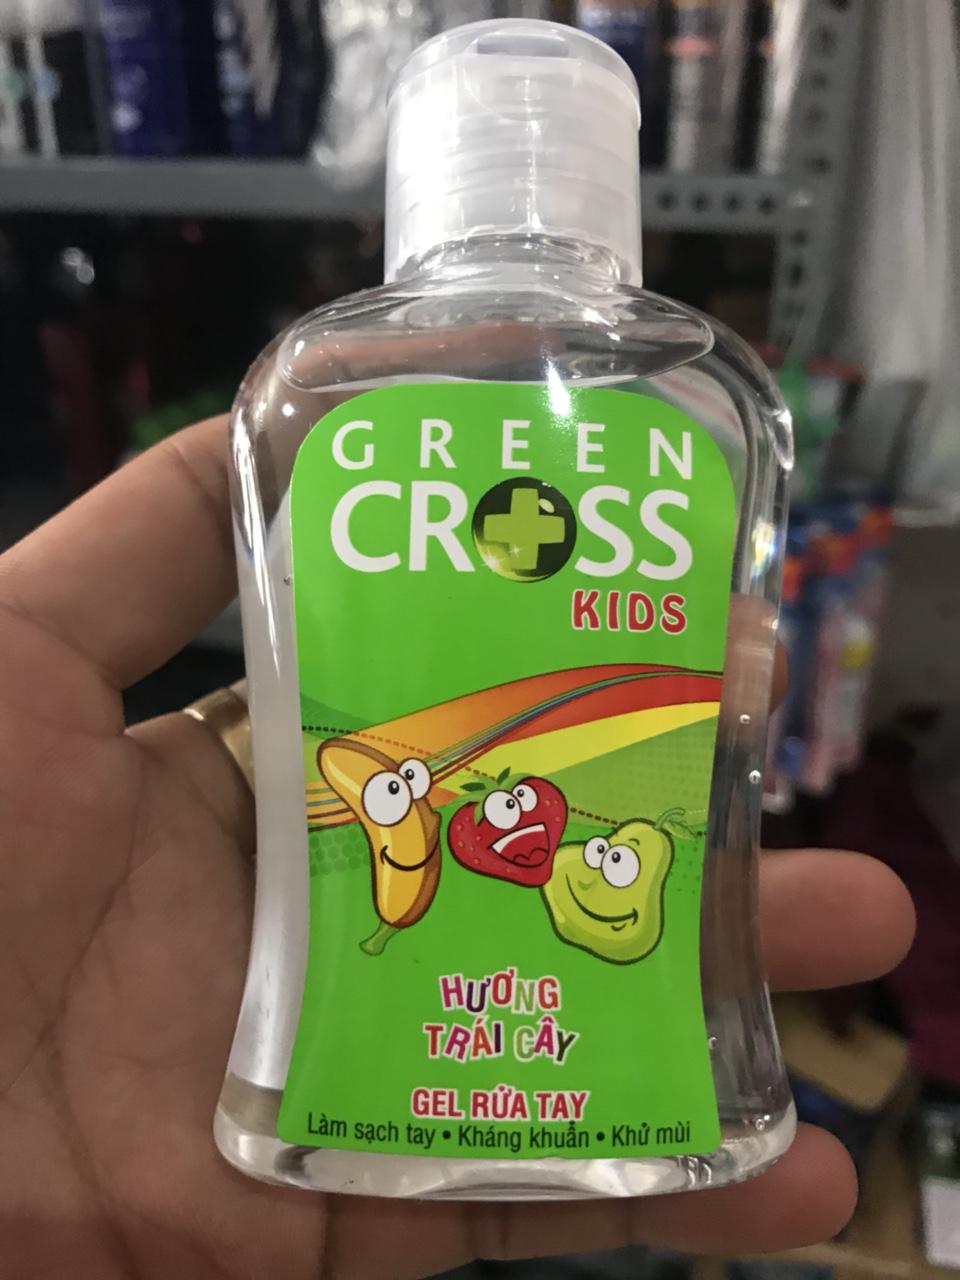 GREEN
CROSS
KIDS
HƯƠNG
TRÁI CÂY
GEL RỬA TAY
Làm sạch tay • Kháng khuẩn • Khử mùi